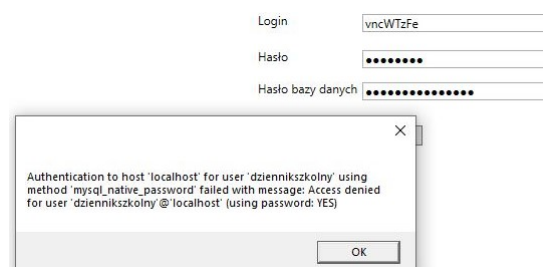 Login
vncWTzFe
Hasło
●●●●●●●●
Hasło bazy danych
●●●●●●●●●●●●●●●
Authentication to host 'localhost' for user 'dziennikszkolny' using
method 'mysql_native_password' failed with message: Access denied
for user 'dziennikszkolny'@'localhost' (using password: YES)
OK